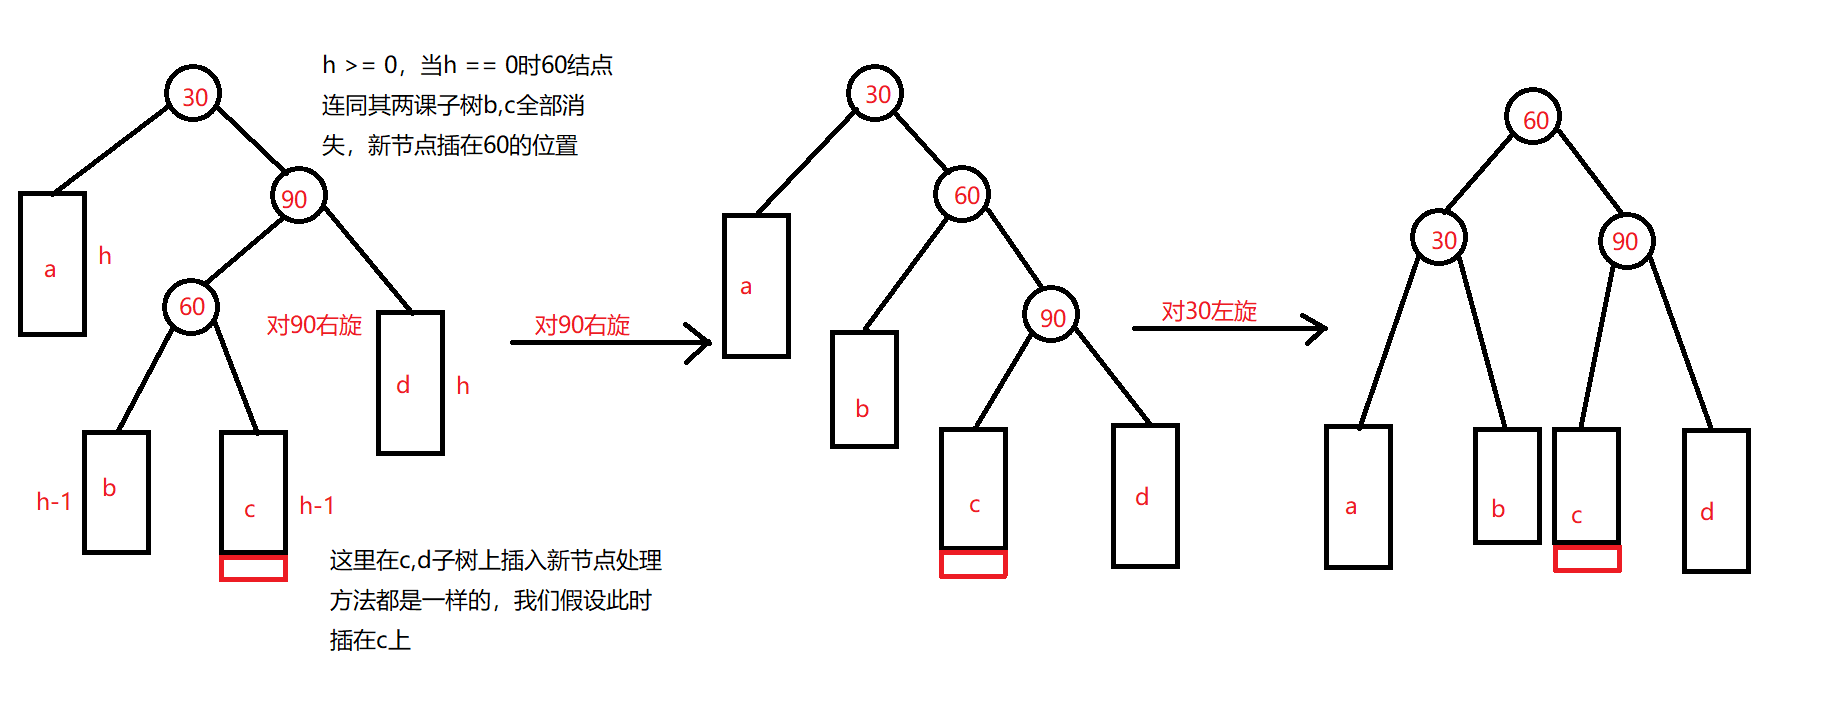 h >= 0，当h == 0时60结点
连同其两课子树b,c全部消
失，新节点插在60的位置
30
90
a
h
60
对90右旋
d
h
b
h-1
c
h-1
这里在c,d子树上插入新节点处理
方法都是一样的，我们假设此时
插在c上
对90右旋
30
60
a
90
b
c
d
对30左旋
60
30
90
a
b
c
d